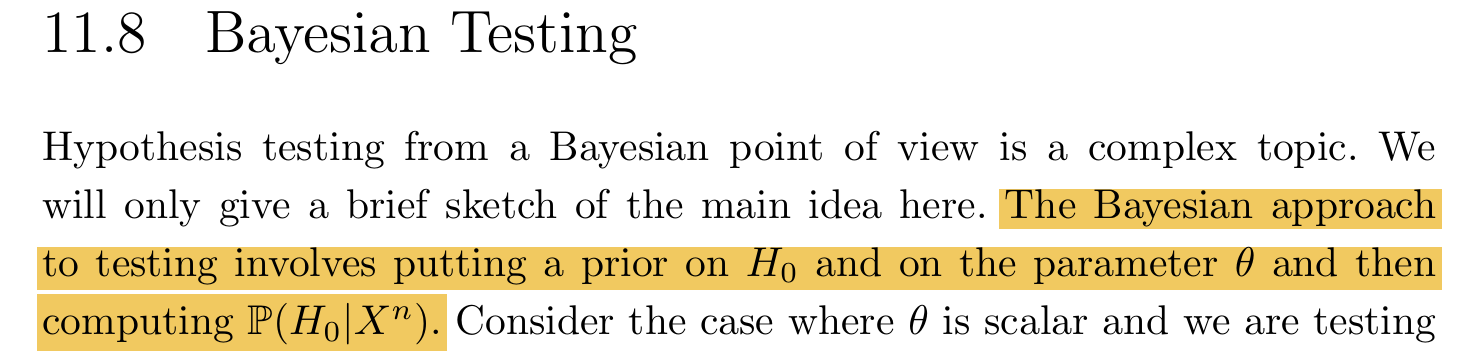 11.8 Bayesian Testing
Hypothesis testing from a Bayesian point of view is a complex topic. We
will only give a brief sketch of the main idea here. The Bayesian approach
to testing involves putting a prior on H₀ and on the parameter θ and then
computing ℙ(H₀|Xⁿ). Consider the case where θ is scalar and we are testing